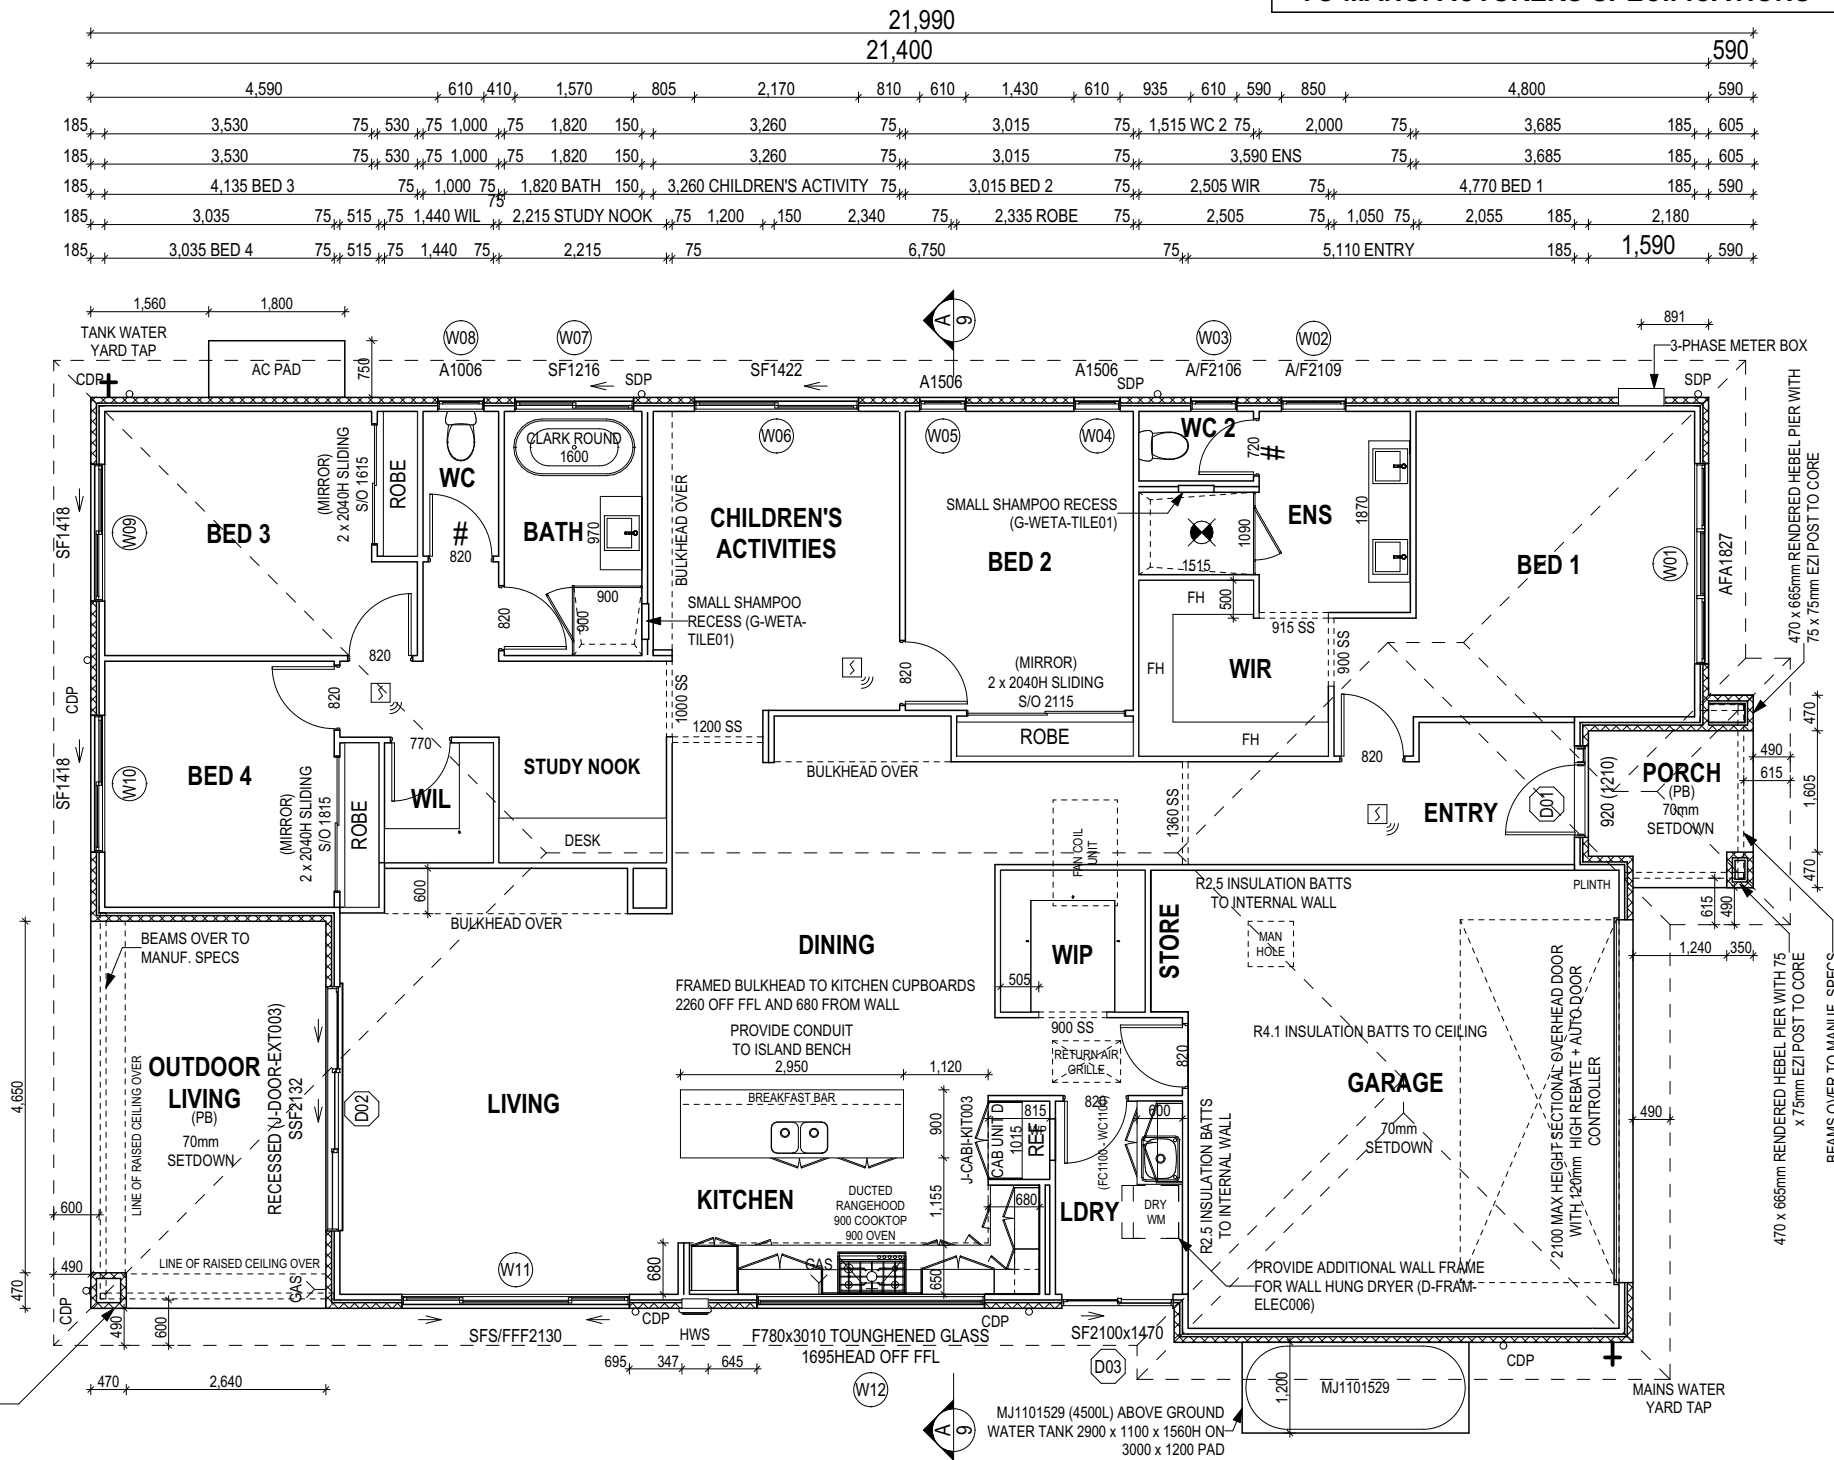 21,990
21,400 590
4,590 610 410 1,570 805 2,170 810 610 1,430 610 935 610 590 850 4,800 590
185 3,530 75 530 75 1,000 75 1,820 150 3,260 75 3,015 75 1,515 WC 2 75 2,000 75 3,685 185 605
185 3,530 75 530 75 1,000 75 1,820 150 3,260 75 3,015 75 3,590 ENS 75 3,685 185 605
185 4,135 BED 3 75 1,000 75 1,820 BATH 150 3,260 CHILDREN'S ACTIVITY 75 3,015 BED 2 75 2,505 WIR 75 4,770 BED 1 185 590
185 3,035 75 515 75 1,440 WIL 75 2,215 STUDY NOOK 75 1,200 150 2,340 75 2,335 ROBE 75 2,505 75 1,050 75 2,055 185 2,180
185 3,035 BED 4 75 515 75 1,440 75 2,215 75 6,750 75 5,110 ENTRY 185 1,590 590
1,560 1,800
891
TANK WATER
YARD TAP
AC PAD
750
W08
A1006
W07
SF1216
SDP
SF1422
A
9
A1506
A1506
SDP
W03
A/F2106
W02
A/F2109
3-PHASE METER BOX
SDP
CDP
CLARK ROUND
1600
W06
W05
W04
WC 2
720
#
(MIRROR)
2 x 2040H SLIDING
S/O 1615
ROBE
WC
#
820
BATH
970
BULKHEAD OVER
CHILDREN'S
ACTIVITIES
SMALL SHAMPOO RECESS
(G-WETA-TILE01)
1090
1515
ENS
1870
SF1418
W09
BED 3
BED 2
BED 1
W01
AFA1827
470 x 665mm RENDERED HEBEL PIER WITH
75 x 75mm EZI POST TO CORE
900
900
820
SMALL SHAMPOO
RECESS (G-WETA-
TILE01)
500
FH
915 SS
900 SS
820
820
CDP
1000 SS
820
(MIRROR)
2 x 2040H SLIDING
S/O 2115
FH
WIR
1200 SS
ROBE
FH
770
820
470
490
615
1,605
470
SF1418
W10
BED 4
(MIRROR)
2 x 2040H SLIDING
S/O 1815
ROBE
WIL
STUDY NOOK
DESK
BULKHEAD OVER
FAN COIL
UNIT
1360 SS
ENTRY
D01
920 (1210)
PORCH
(PB)
70mm
SETDOWN
600
BULKHEAD OVER
R2.5 INSULATION BATTS
TO INTERNAL WALL
PLINTH
615
490
BEAMS OVER TO
MANUF. SPECS
DINING
WIP
STORE
MAN
HOLE
1,240 350
505
FRAMED BULKHEAD TO KITCHEN CUPBOARDS
2260 OFF FFL AND 680 FROM WALL
PROVIDE CONDUIT
TO ISLAND BENCH
900 SS
RETURN AIR
GRILLE
820
R4.1 INSULATION BATTS TO CEILING
2100 MAX HEIGHT SECTIONAL OVERHEAD DOOR
WITH 120mm HIGH REBATE + AUTO DOOR
CONTROLLER
470 x 665mm RENDERED HEBEL PIER WITH 75
x 75mm EZI POST TO CORE
BEAMS OVER TO MANUF. SPECS
4,650
LINE OF RAISED CEILING OVER
OUTDOOR
LIVING
(PB)
70mm
SETDOWN
RECESSED (J-DOOR-EXT003)
SSF2132
D02
LIVING
2,950 1,120
BREAKFAST BAR
900
J-CABI-KIT003
CAB UNIT D
1015
815
820
600
(FC1100 - WC1100)
GARAGE
70mm
SETDOWN
490
KITCHEN
DUCTED
RANGEHOOD
900 COOKTOP
900 OVEN
1,155
680
LDRY
DRY
WM
R2.5 INSULATION BATTS
TO INTERNAL WALL
600
490
470
LINE OF RAISED CEILING OVER
W11
680
GAS
650
PROVIDE ADDITIONAL WALL FRAME
FOR WALL HUNG DRYER (D-FRAM-
ELEC006)
CDP
490
600
GAS
SFS/FFF2130
CDP
HWS
F780x3010 TOUNGHENED GLASS
1695HEAD OFF FFL
CDP
SF2100x1470
CDP
470 2,640
695 347 645
W12
D03
1,200
MJ1101529
MAINS WATER
YARD TAP
A
9
MJ1101529 (4500L) ABOVE GROUND
WATER TANK 2900 x 1100 x 1560H ON
3000 x 1200 PAD